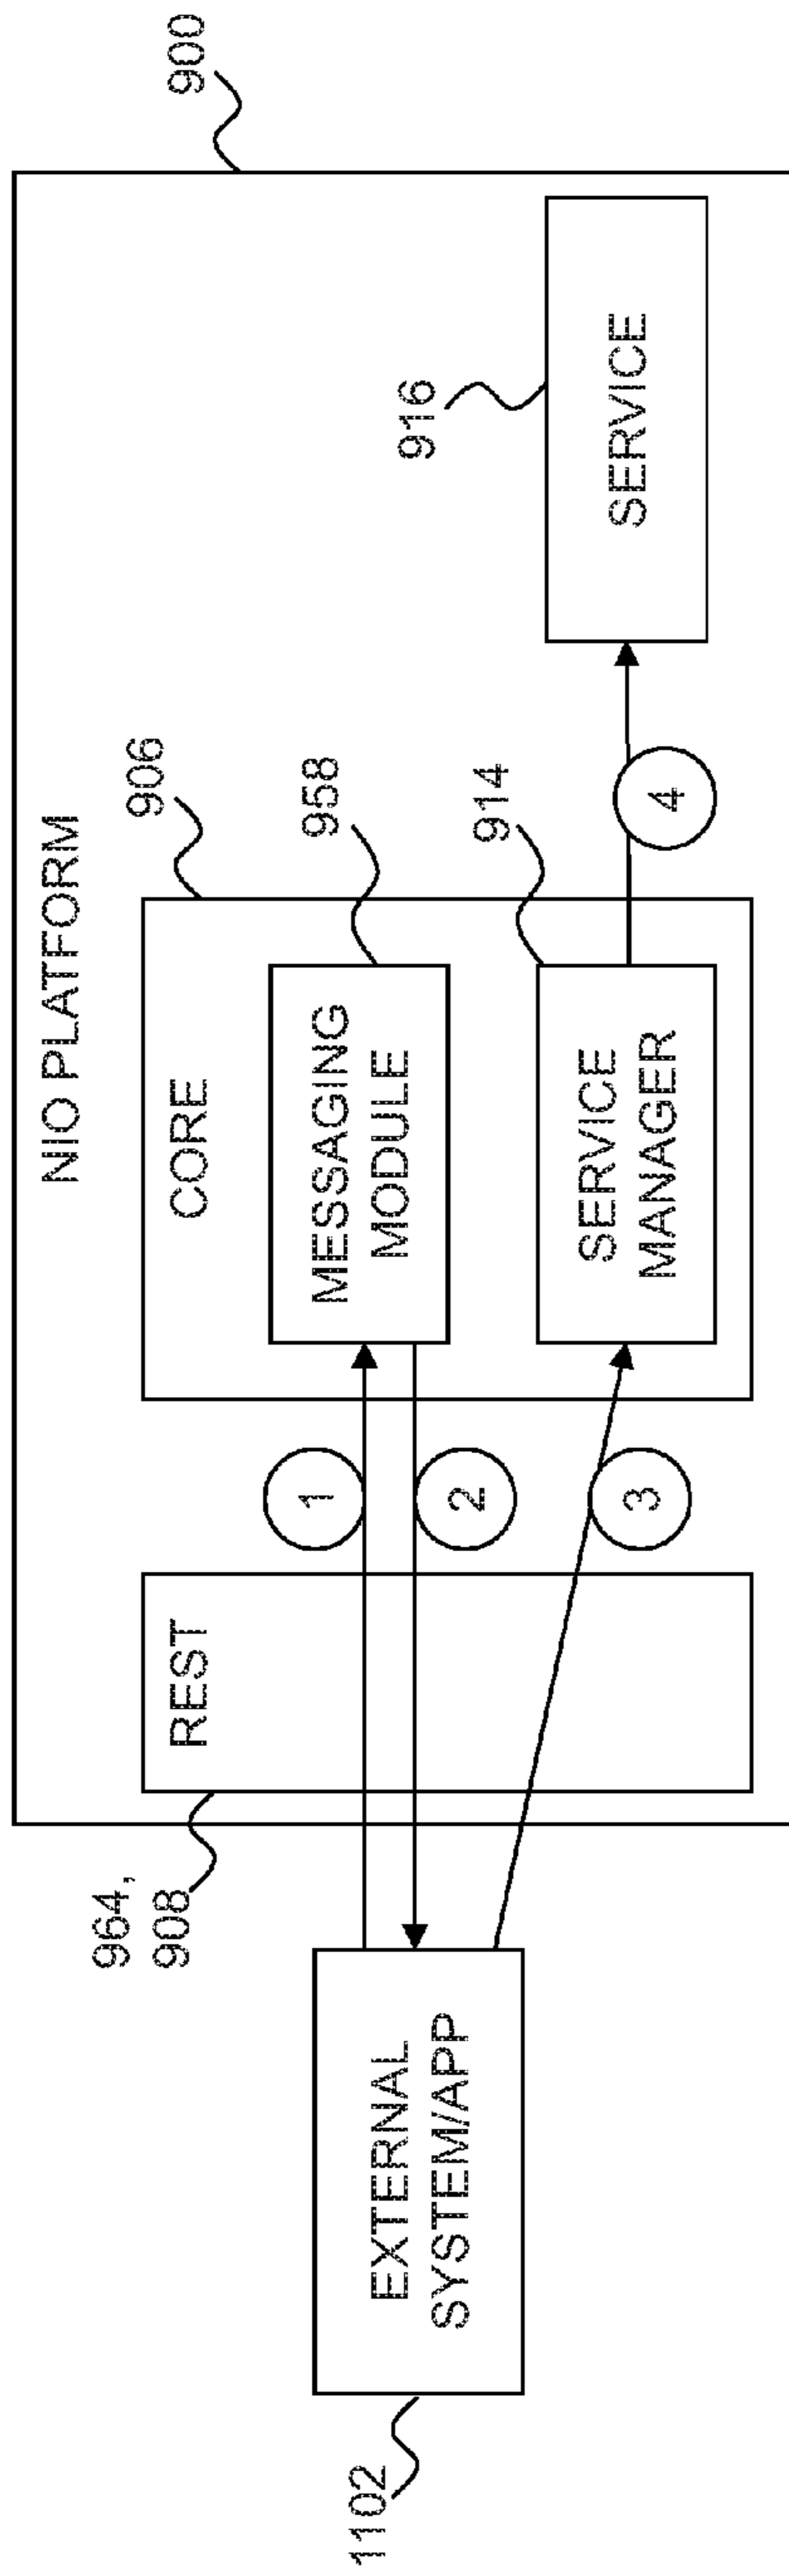 NIO PLATFORM
900
964,
908
REST
CORE
906
MESSAGING
MODULE
958
SERVICE
MANAGER
914
SERVICE
916
EXTERNAL
SYSTEM/APP
1102
1
2
3
4